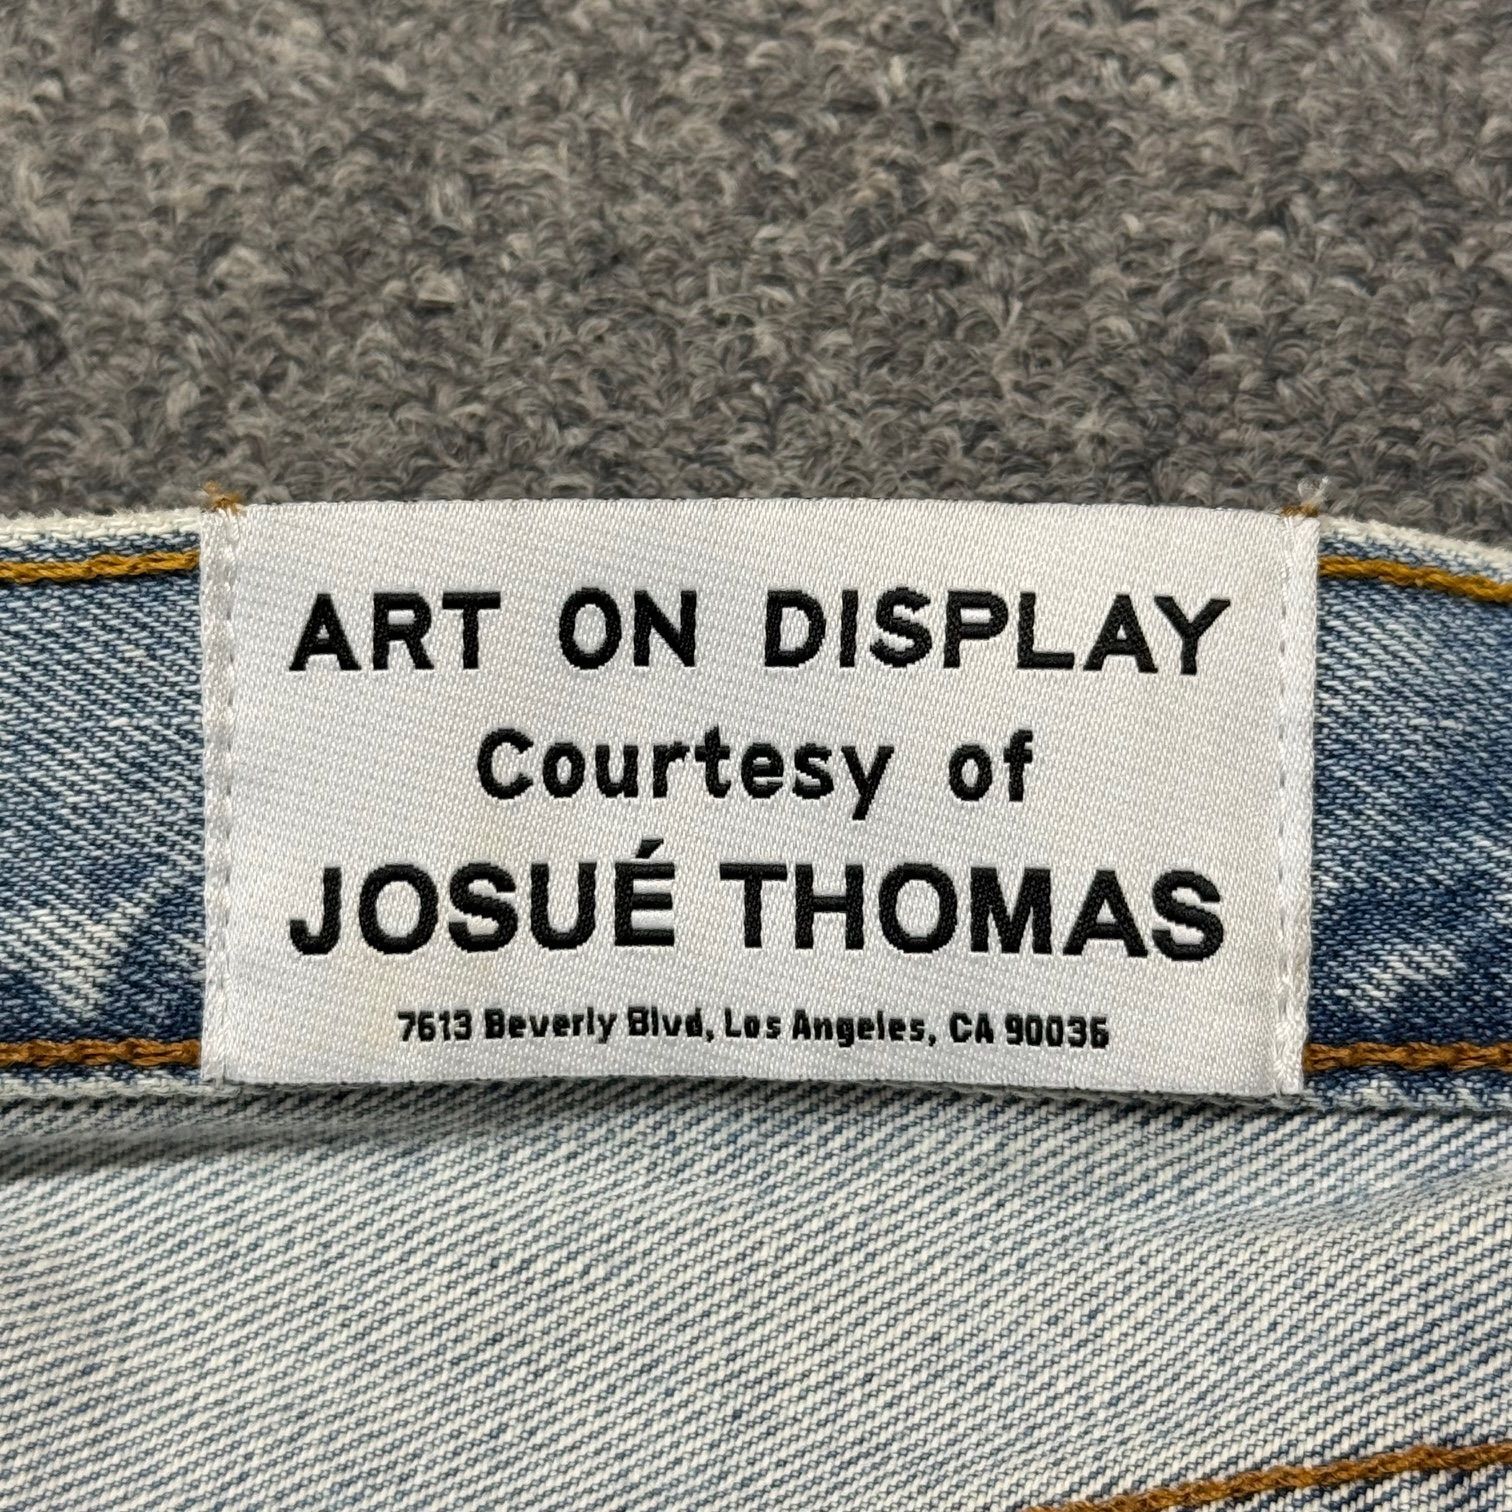 ART ON DISPLAY
Courtesy of
JOSUÉ THOMAS
7613 Beverly Blvd, Los Angeles, CA 90036